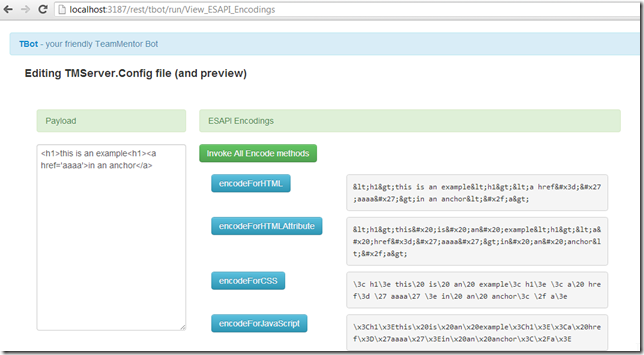 localhost:3187/rest/tbot/run/View_ESAPI_Encodings
TBot - your friendly TeamMentor Bot
Editing TMServer.Config file (and preview)
Payload
ESAPI Encodings
<h1>this is an example<h1><a
href='aaaa'>in an anchor</a>
Invoke All Encode methods
encodeForHTML
&lt;h1&gt;this is an example&lt;h1&gt;&lt;a href&#x3d;&#x27
;aaaa&#x27;&gt;in an anchor&lt;&#x2f;a&gt;
encodeForHTMLAttribute
&lt;h1&gt;this&#x20;is&#x20;an&#x20;example&lt;h1&gt;&lt;a&
#x20;href&#x3d;&#x27;aaaa&#x27;&gt;in&#x20;an&#x20;anchor&l
t;&#x2f;a&gt;
encodeForCSS
\3c h1\3e this\20 is\20 an\20 example\3c h1\3e \3c a\20 hre
f\3d \27 aaaa\27 \3e in\20 an\20 anchor\3c \2f a\3e
encodeForJavaScript
\x3Ch1\x3Ethis\x20is\x20an\x20example\x3Ch1\x3E\x3Ca\x20hre
f\x3D\x27aaaa\x27\x3Ein\x20an\x20anchor\x3C\x2Fa\x3E